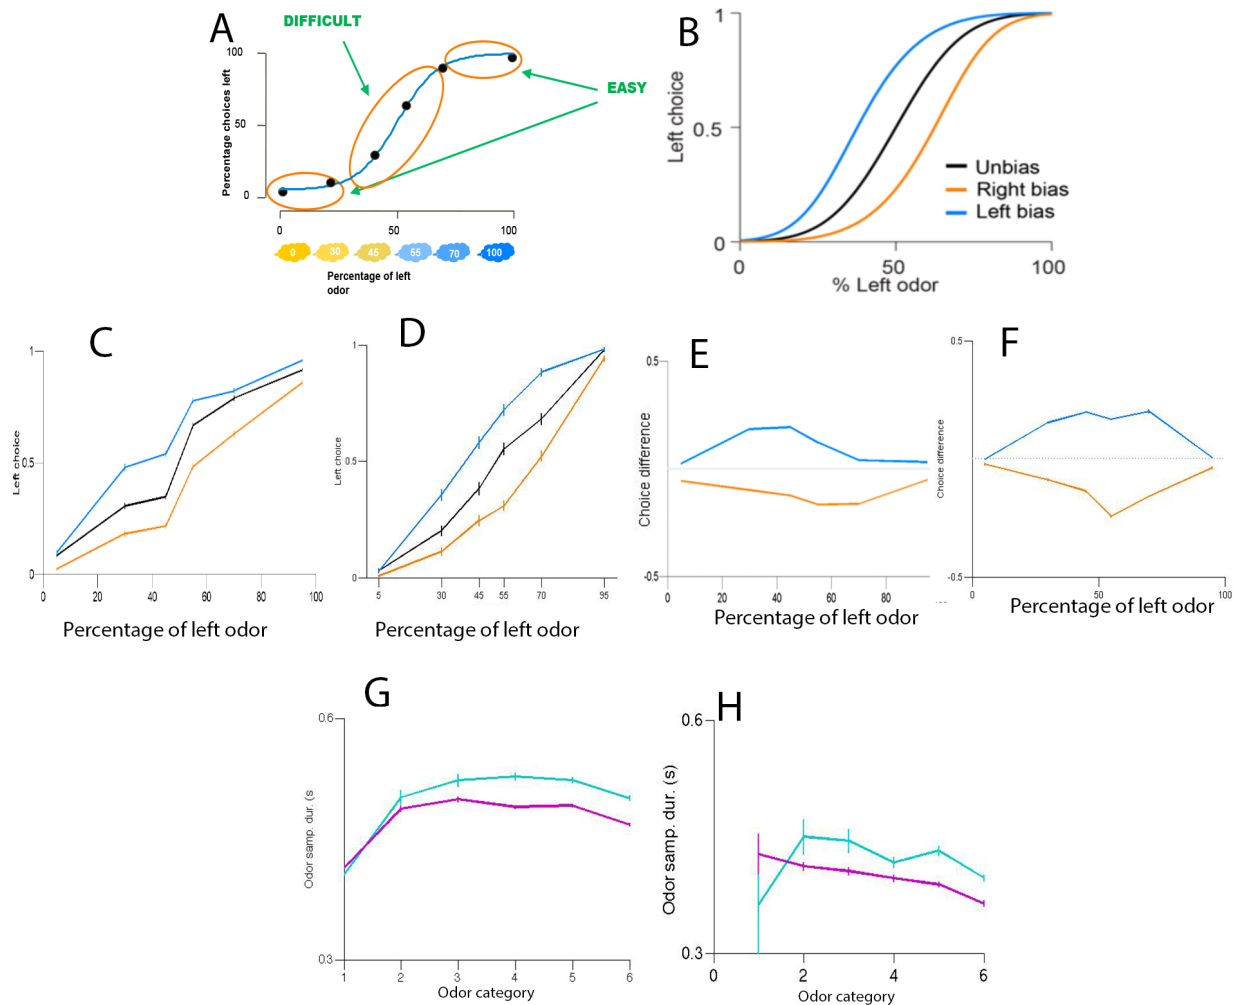 A
DIFFICULT
EASY
Percentage choices left
100
50
0
0
50
100
0
30
45
55
70
100
Percentage of left
odor
B
Left choice
1
0.5
0
Unbias
Right bias
Left bias
0
50
100
% Left odor
C
Left choice
1
0.5
0
0
20
40
60
80
100
Percentage of left odor
D
Left choice
1
0.5
0
5
30
45
55
70
95
Percentage of left odor
E
Choice difference
0.5
-0.5
0
20
40
60
80
Percentage of left odor
F
Choice difference
0.5
-0.5
0
50
100
Percentage of left odor
G
Odor samp. dur. (s
0.6
0.3
1
2
3
4
5
6
Odor category
H
Odor samp. dur. (s)
0.6
0.3
0
2
4
6
Odor category